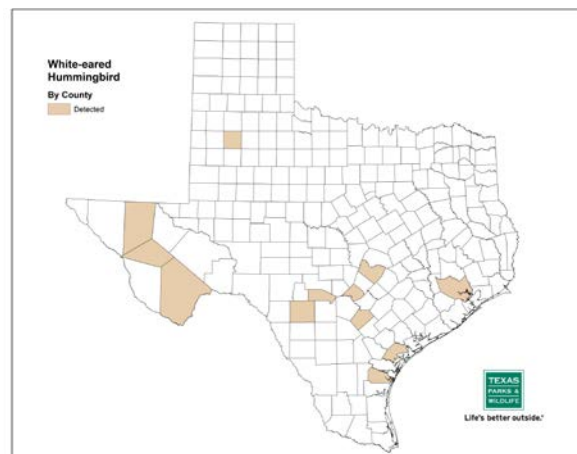 White-eared
Hummingbird
By County
Detected
TEXAS
PARKS &
WILDLIFE
Life's better outside.®